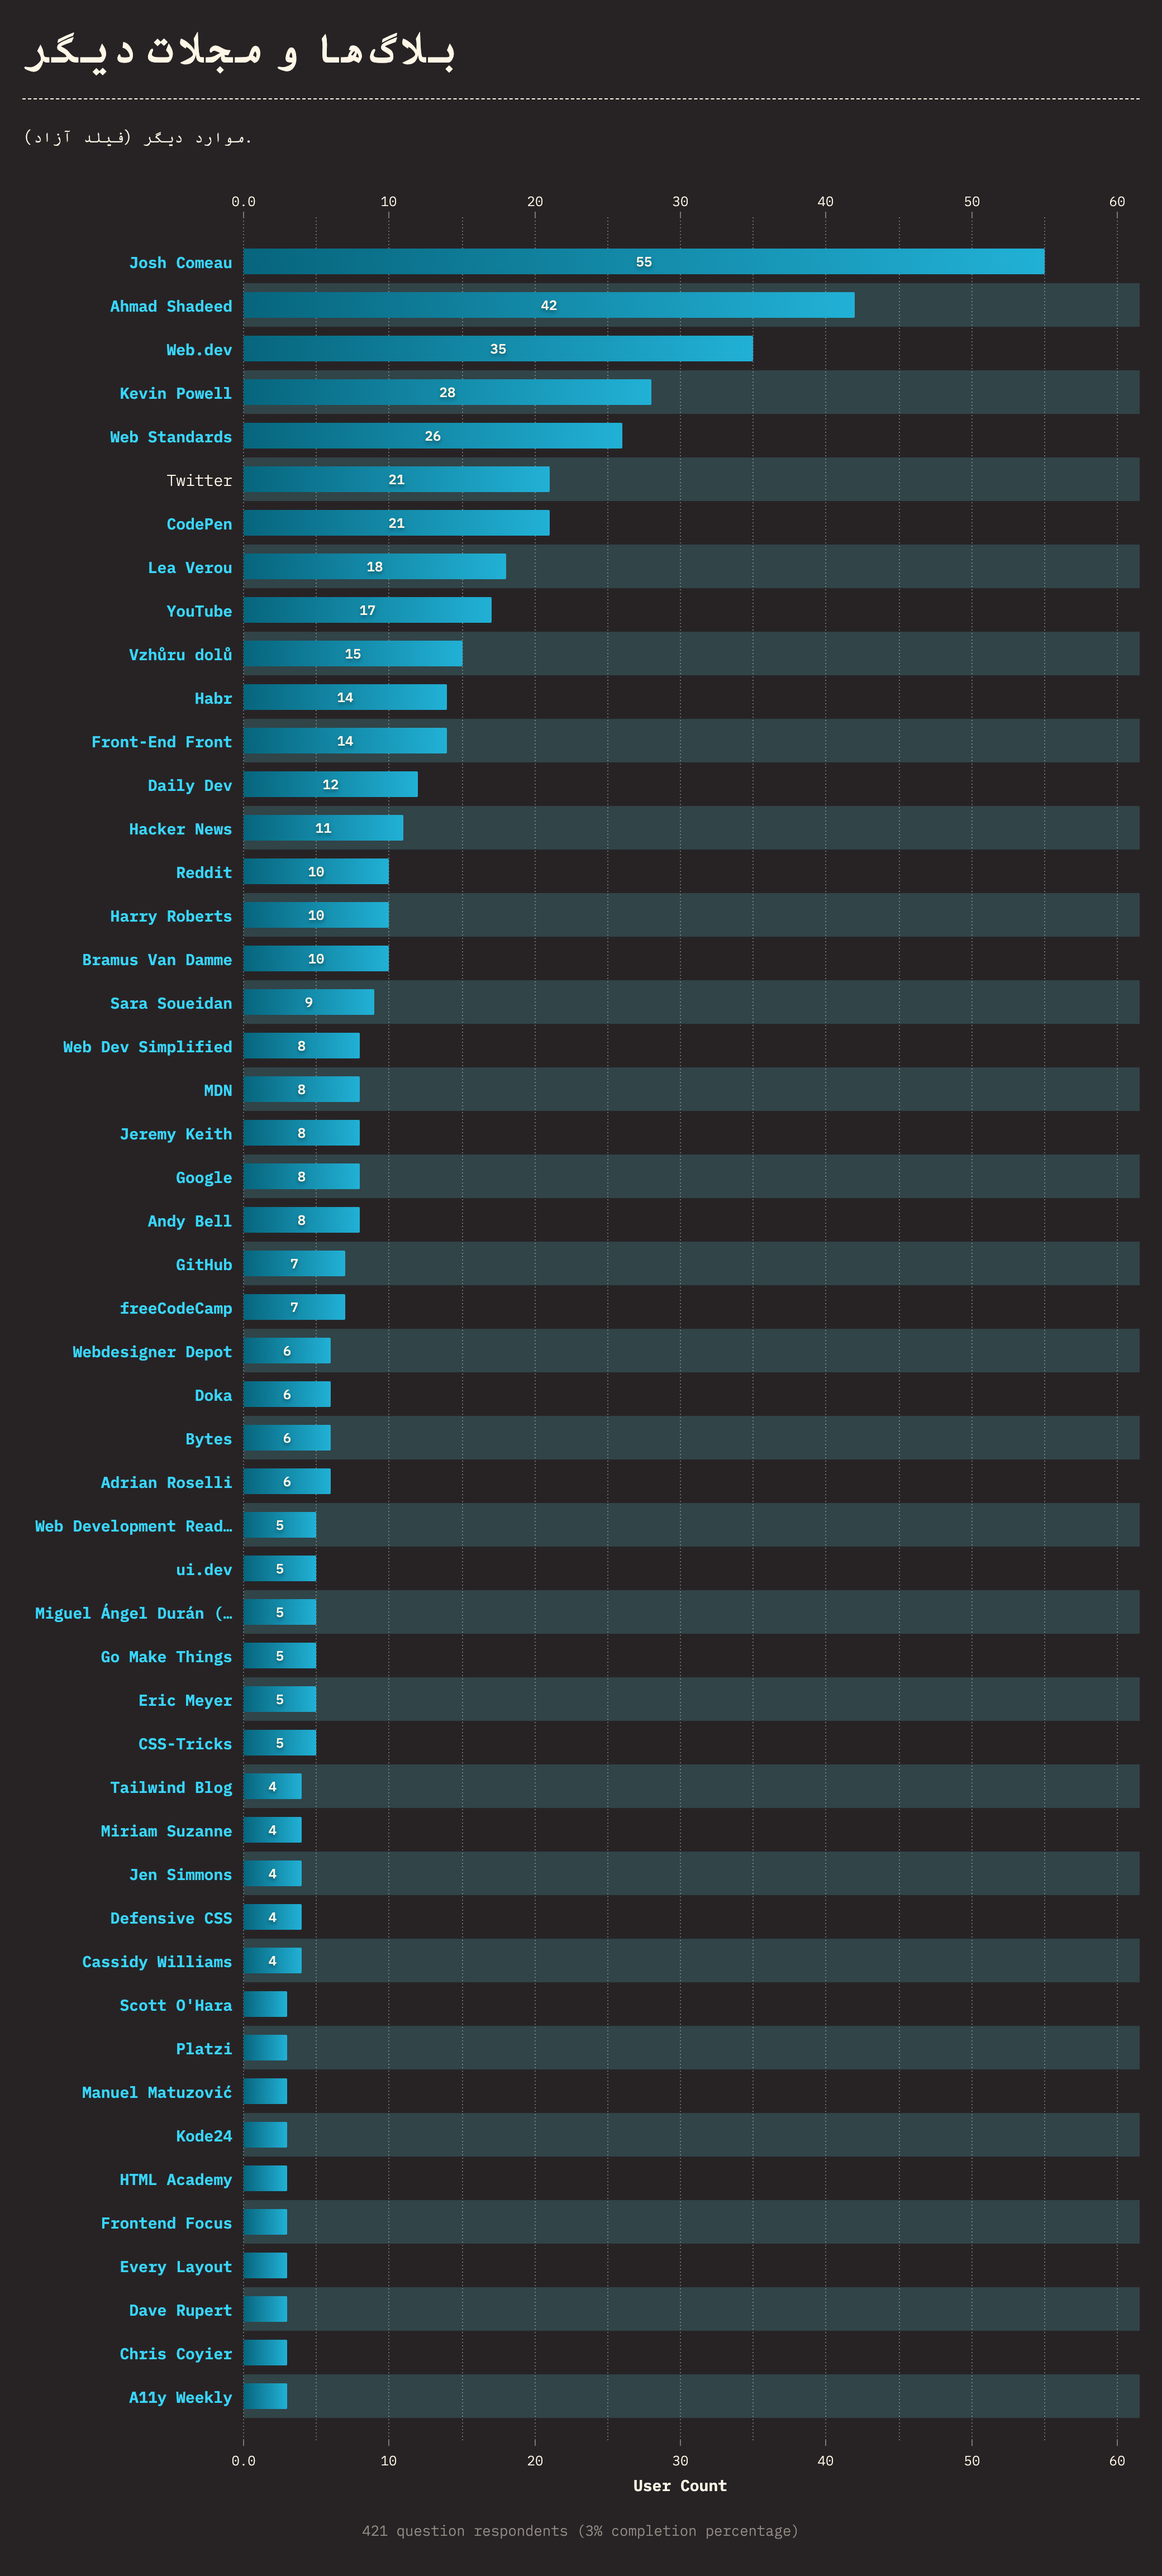 بلاگ‌ها و مجلات دیگر
موارد دیگر (فیلد آزاد).
0.0 10 20 30 40 50 60
Josh Comeau 55
Ahmad Shadeed 42
Web.dev 35
Kevin Powell 28
Web Standards 26
Twitter 21
CodePen 21
Lea Verou 18
YouTube 17
Vzhůru dolů 15
Habr 14
Front-End Front 14
Daily Dev 12
Hacker News 11
Reddit 10
Harry Roberts 10
Bramus Van Damme 10
Sara Soueidan 9
Web Dev Simplified 8
MDN 8
Jeremy Keith 8
Google 8
Andy Bell 8
GitHub 7
freeCodeCamp 7
Webdesigner Depot 6
Doka 6
Bytes 6
Adrian Roselli 6
Web Development Read… 5
ui.dev 5
Miguel Ángel Durán (… 5
Go Make Things 5
Eric Meyer 5
CSS-Tricks 5
Tailwind Blog 4
Miriam Suzanne 4
Jen Simmons 4
Defensive CSS 4
Cassidy Williams 4
Scott O'Hara
Platzi
Manuel Matuzović
Kode24
HTML Academy
Frontend Focus
Every Layout
Dave Rupert
Chris Coyier
A11y Weekly
0.0 10 20 30 40 50 60
User Count
421 question respondents (3% completion percentage)